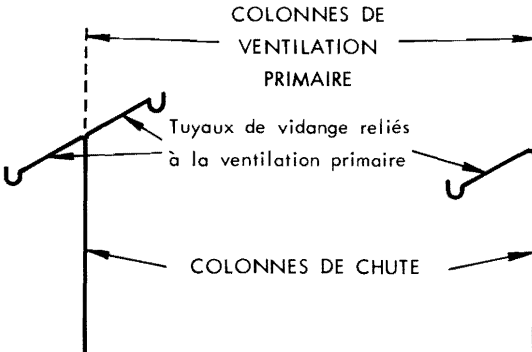 COLONNES DE
VENTILATION
PRIMAIRE
Tuyaux de vidange reliés
à la ventilation primaire
COLONNES DE CHUTE